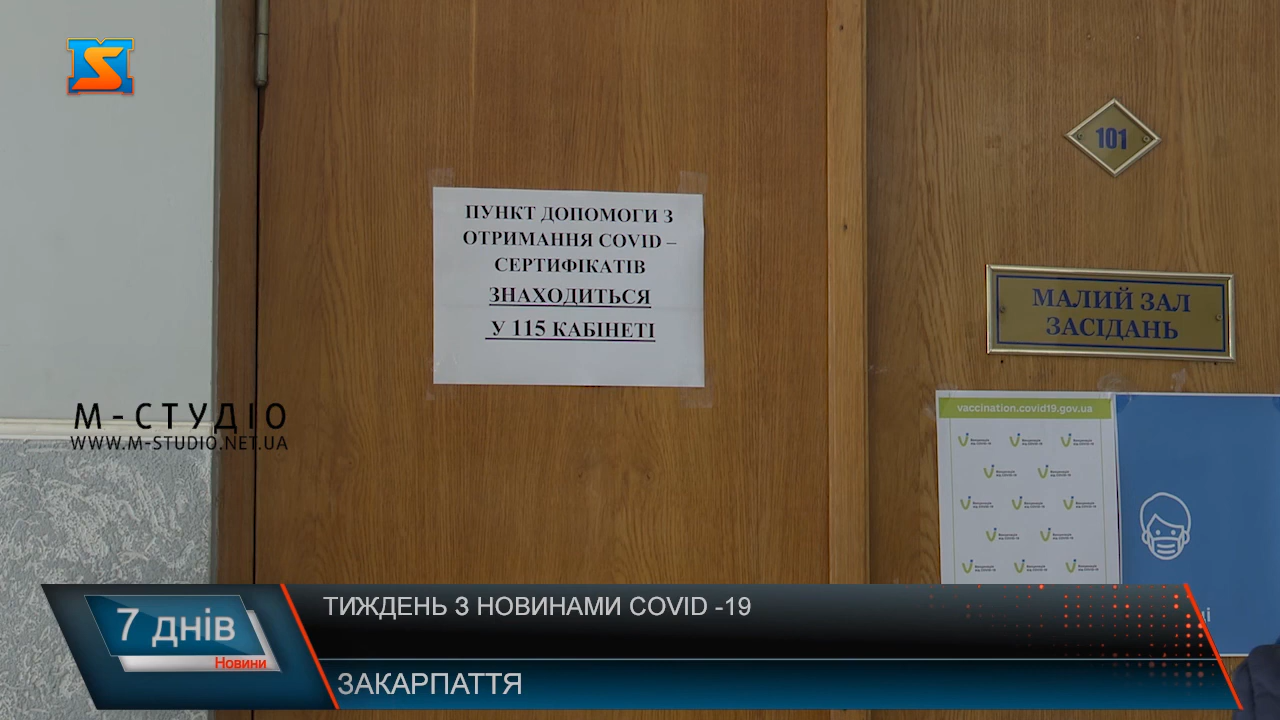 101
ПУНКТ ДОПОМОГИ З
ОТРИМАННЯ COVID –
СЕРТИФІКАТІВ
ЗНАХОДИТЬСЯ
У 115 КАБІНЕТІ
МАЛИЙ ЗАЛ
ЗАСІДАНЬ
vaccination.covid19.gov.ua
М-СТУДІО
WWW.M-STUDIO.NET.UA
7 днів
Новини
ТИЖДЕНЬ З НОВИНАМИ COVID -19
ЗАКАРПАТТЯ